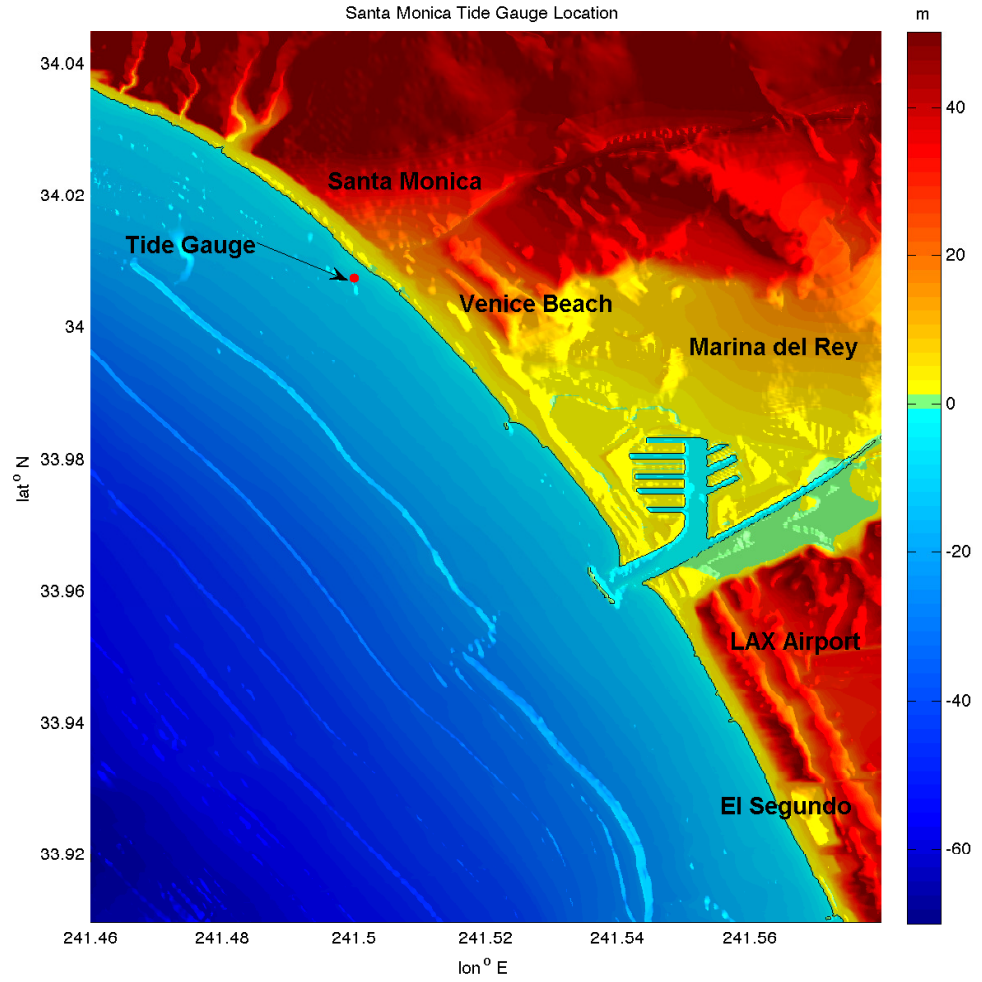 Santa Monica Tide Gauge Location
m
34.04
34.02
34
33.98
33.96
33.94
33.92
lat° N
Santa Monica
Tide Gauge
Venice Beach
Marina del Rey
LAX Airport
El Segundo
40
20
0
-20
-40
-60
241.46
241.48
241.5
241.52
241.54
241.56
lon° E